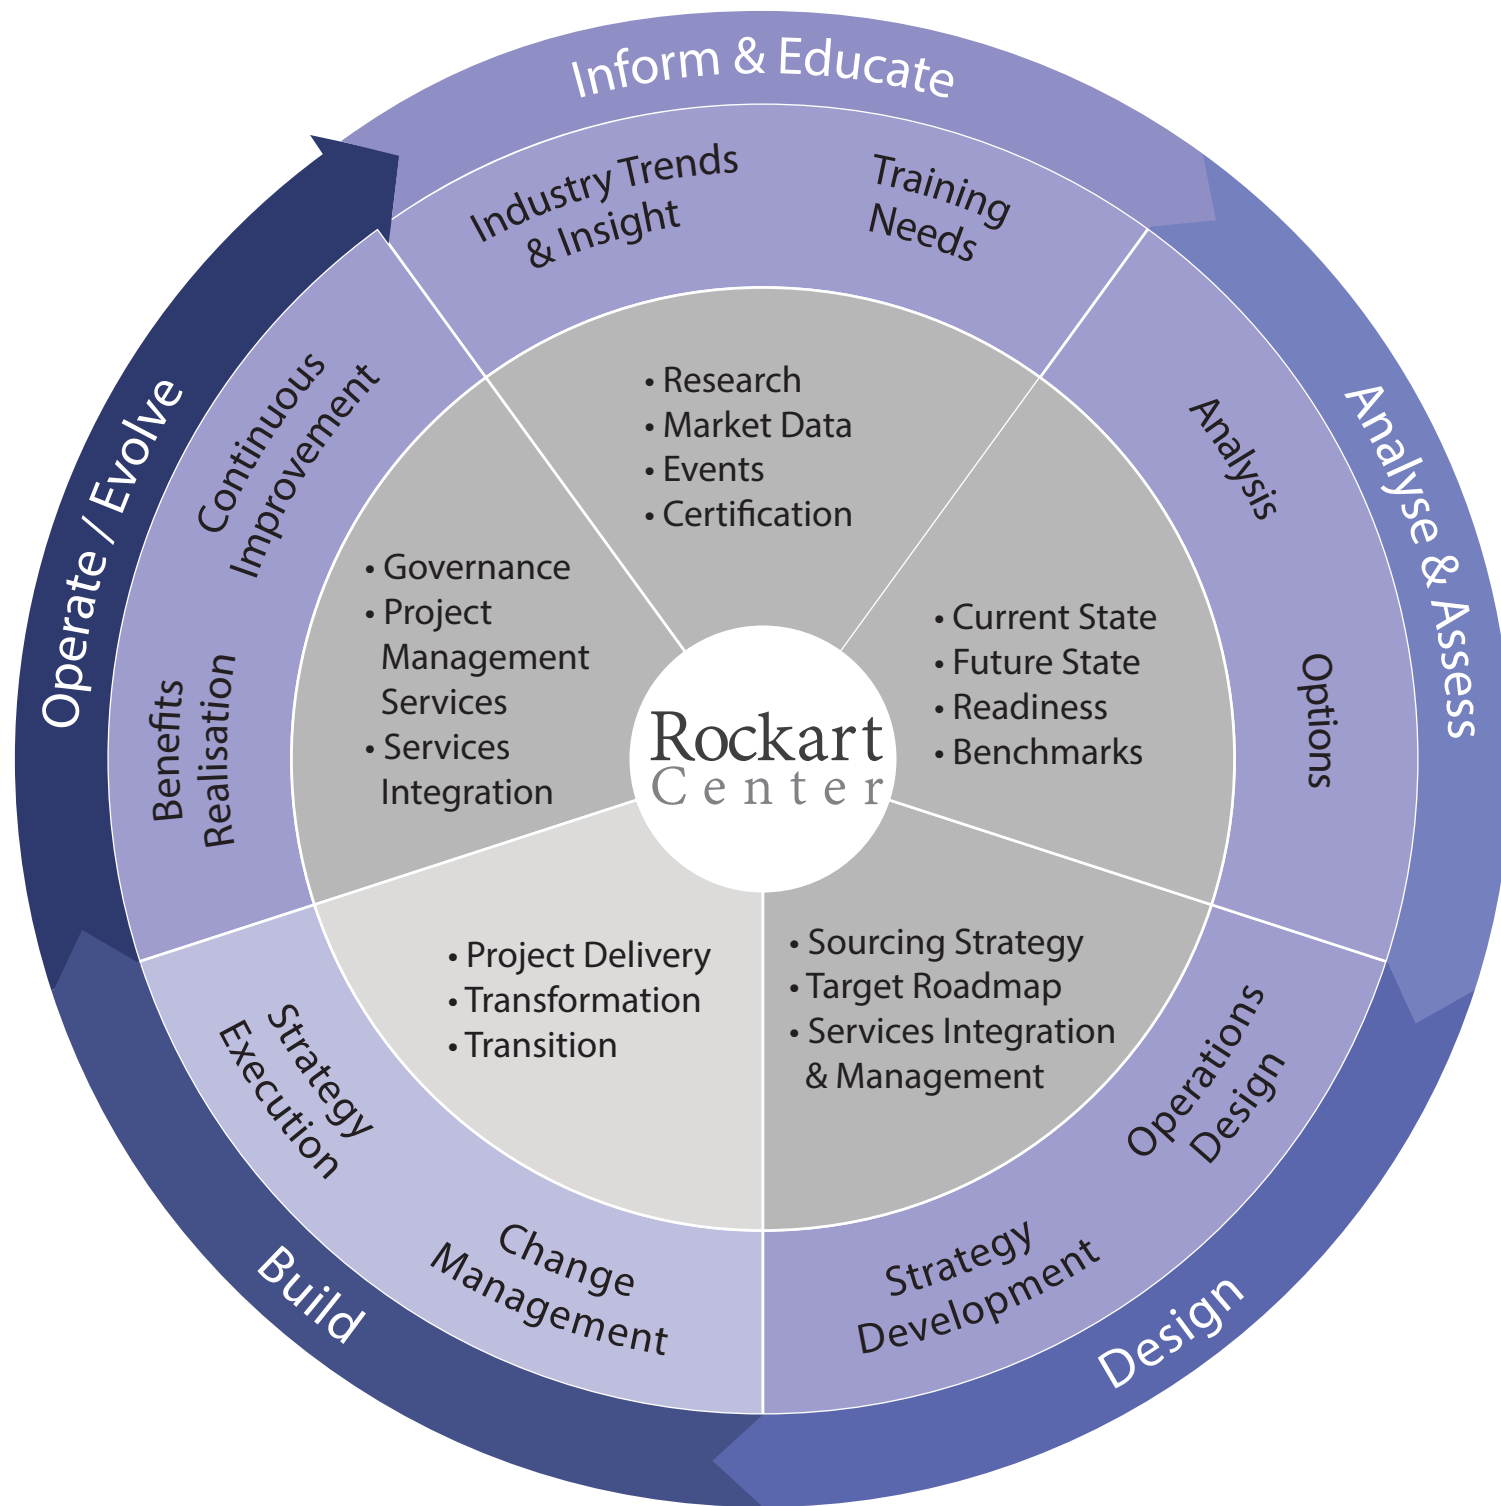 Inform & Educate
Industry Trends
& Insight
Training
Needs
• Research
• Market Data
• Events
• Certification
Analyse & Assess
Analysis
Options
• Current State
• Future State
• Readiness
• Benchmarks
Design
Operations
Design
Strategy
Development
• Sourcing Strategy
• Target Roadmap
• Services Integration
& Management
Build
Change
Management
Strategy
Execution
• Project Delivery
• Transformation
• Transition
Operate / Evolve
Benefits
Realisation
Continuous
Improvement
• Governance
• Project
Management
Services
• Services
Integration
Rockart
Center